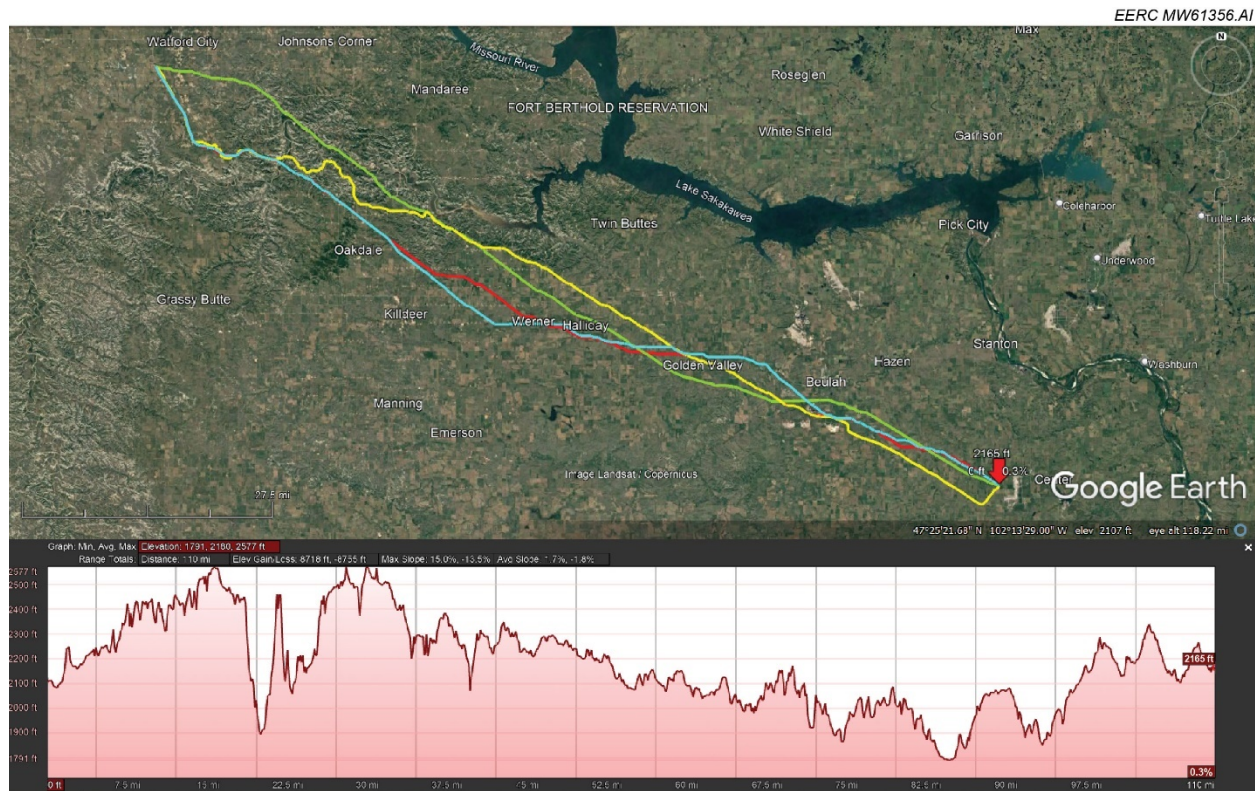 EERC MW61356.AI
Max
N
Watford City
Johnsons Corner
Missouri River
Roseglen
Mandaree
FORT BERTHOLD RESERVATION
White Shield
Garrison
Lake Sakakawea
Coleharbor
Turtle Lake
Twin Buttes
Pick City
Oakdale
Underwood
Grassy Butte
Killdeer
Werner
Halliday
Stanton
Golden Valley
Hazen
Washburn
Beulah
Manning
Emerson
2165 ft
0 ft 0.3%
Center
Image Landsat / Copernicus
Google Earth
27.5 mi
47°25'21.68" N 102°13'29.00" W elev 2107 ft eye alt 118.22 mi
Graph: Min, Avg, Max Elevation: 1791, 2180, 2577 ft
Range Totals: Distance: 110 mi Elev Gain/Loss: 8718 ft, -8755 ft Max Slope: 15.0%, -13.5% Avg Slope: 1.7%, -1.8%
2577 ft
2500 ft
2400 ft
2300 ft
2200 ft
2165 ft
2100 ft
2000 ft
1900 ft
1791 ft
0.3%
0 ft 7.5 mi 15 mi 22.5 mi 30 mi 37.5 mi 45 mi 52.5 mi 60 mi 67.5 mi 75 mi 82.5 mi 90 mi 97.5 mi 110 mi